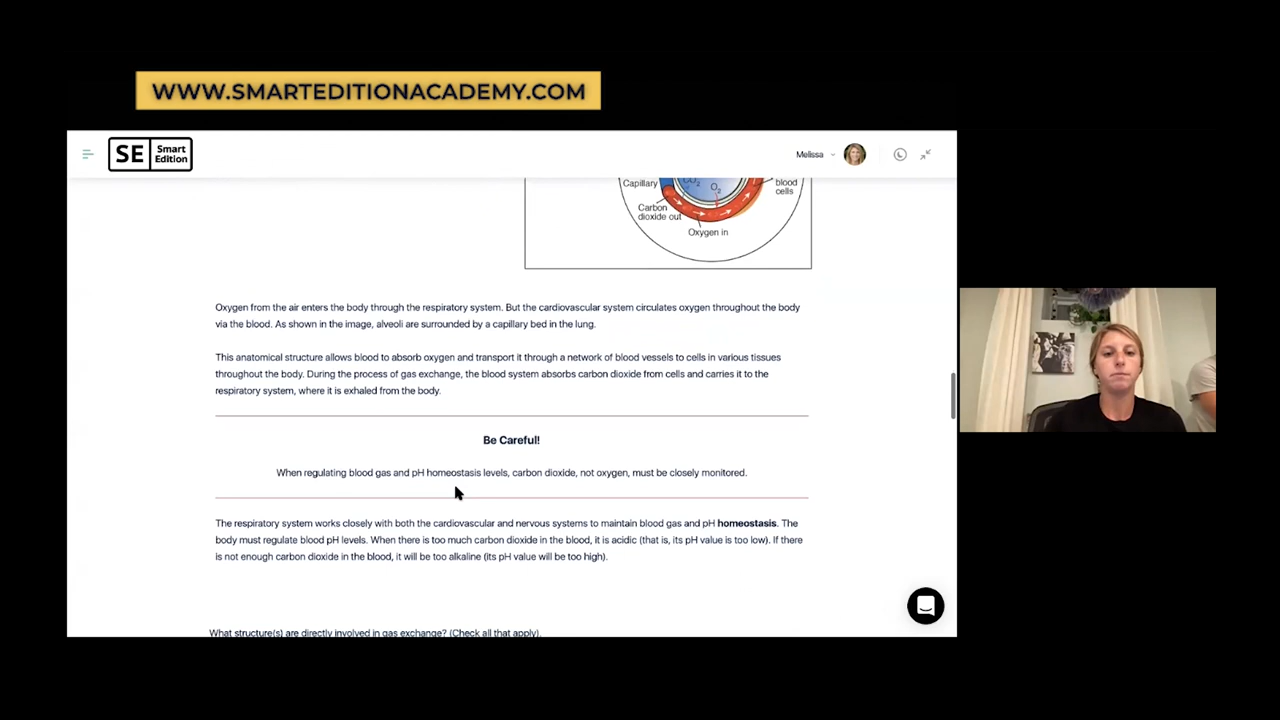 WWW.SMARTEDITIONACADEMY.COM
SE Smart Edition
Melissa
Capillary
CO2
O2
blood
cells
Carbon
dioxide out
Oxygen in
Oxygen from the air enters the body through the respiratory system. But the cardiovascular system circulates oxygen throughout the body
via the blood. As shown in the image, alveoli are surrounded by a capillary bed in the lung.
This anatomical structure allows blood to absorb oxygen and transport it through a network of blood vessels to cells in various tissues
throughout the body. During the process of gas exchange, the blood system absorbs carbon dioxide from cells and carries it to the
respiratory system, where it is exhaled from the body.
Be Careful!
When regulating blood gas and pH homeostasis levels, carbon dioxide, not oxygen, must be closely monitored.
The respiratory system works closely with both the cardiovascular and nervous systems to maintain blood gas and pH homeostasis. The
body must regulate blood pH levels. When there is too much carbon dioxide in the blood, it is acidic (that is, its pH value is too low). If there
is not enough carbon dioxide in the blood, it will be too alkaline (its pH value will be too high).
What structure(s) are directly involved in gas exchange? (Check all that apply).